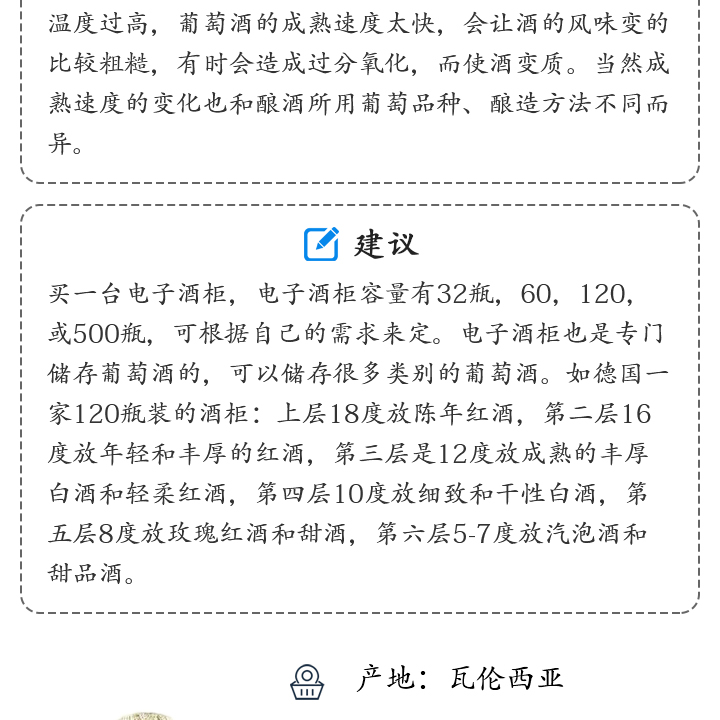 温度过高，葡萄酒的成熟速度太快，会让酒的风味变的
比较粗糙，有时会造成过分氧化，而使酒变质。当然成
熟速度的变化也和酿酒所用葡萄品种、酿造方法不同而
异。
建议
买一台电子酒柜，电子酒柜容量有32瓶，60，120，
或500瓶，可根据自己的需求来定。电子酒柜也是专门
储存葡萄酒的，可以储存很多类别的葡萄酒。如德国一
家120瓶装的酒柜：上层18度放陈年红酒，第二层16
度放年轻和丰厚的红酒，第三层是12度放成熟的丰厚
白酒和轻柔红酒，第四层10度放细致和干性白酒，第
五层8度放玫瑰红酒和甜酒，第六层5-7度放汽泡酒和
甜品酒。
产地：瓦伦西亚